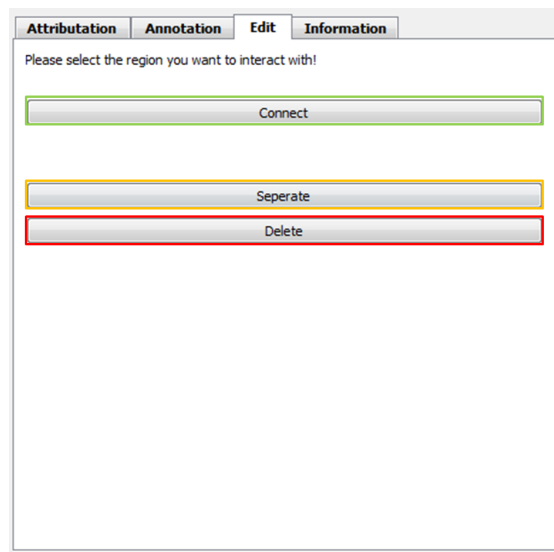 Attributation Annotation Edit Information
Please select the region you want to interact with!
Connect
Seperate
Delete